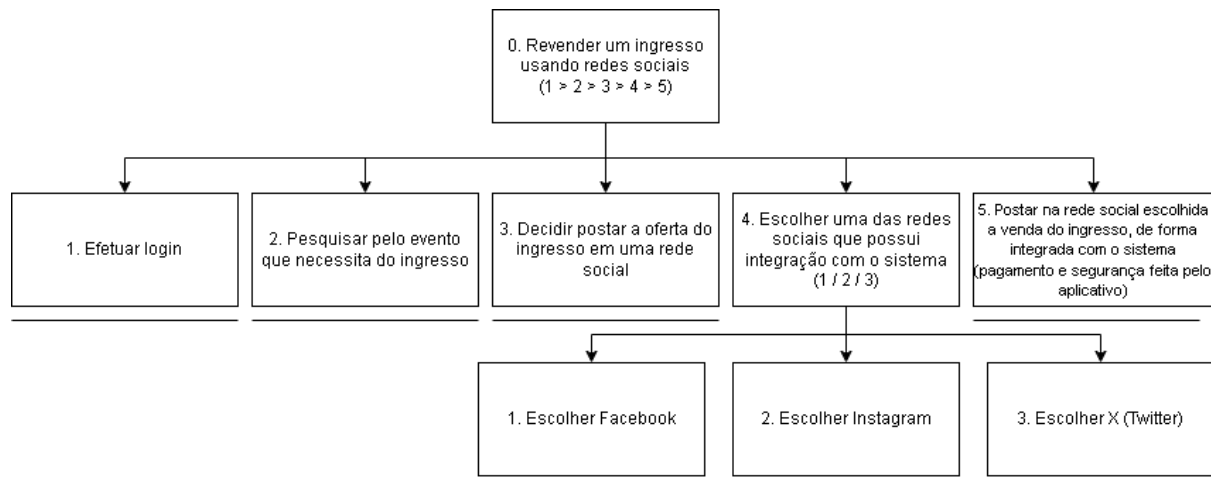 0. Revender um ingresso
usando redes sociais
(1 > 2 > 3 > 4 > 5)
1. Efetuar login
2. Pesquisar pelo evento
que necessita do ingresso
3. Decidir postar a oferta do
ingresso em uma rede
social
4. Escolher uma das redes
sociais que possui
integração com o sistema
(1 / 2 / 3)
5. Postar na rede social escolhida
a venda do ingresso, de forma
integrada com o sistema
(pagamento e segurança feita pelo
aplicativo)
1. Escolher Facebook
2. Escolher Instagram
3. Escolher X (Twitter)